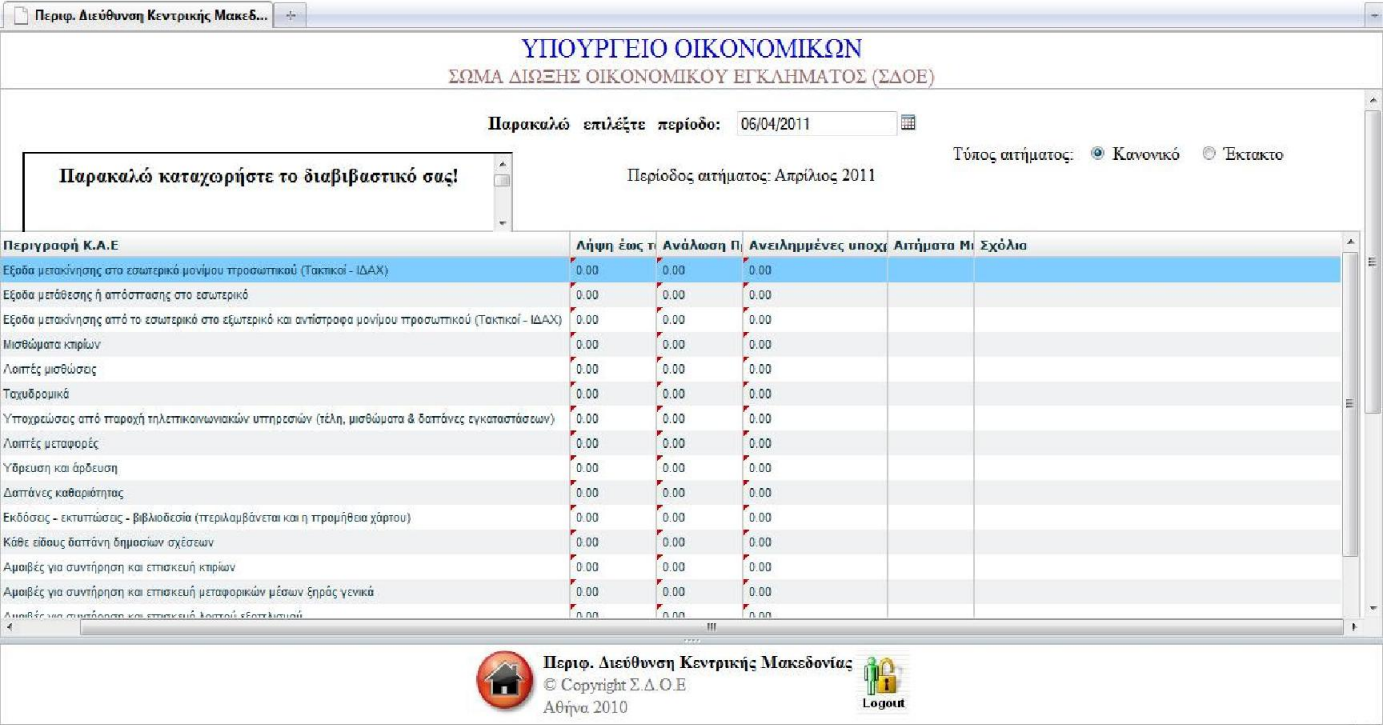 Περιφ. Διεύθυνση Κεντρικής Μακεδ...
ΥΠΟΥΡΓΕΙΟ ΟΙΚΟΝΟΜΙΚΩΝ
ΣΩΜΑ ΔΙΩΞΗΣ ΟΙΚΟΝΟΜΙΚΟΥ ΕΓΚΛΗΜΑΤΟΣ (ΣΔΟΕ)
Παρακαλώ επιλέξτε περίοδο: 06/04/2011
Τύπος αιτήματος: Κανονικό Έκτακτο
Παρακαλώ καταχωρήστε το διαβιβαστικό σας!
Περίοδος αιτήματος: Απρίλιος 2011
Περιγραφή Κ.Α.Ε Λήψη έως τ Ανάλωση Π Ανειλημμένες υποχρ Αιτήματα Μ Σχόλια
Εξοδα μετακίνησης στο εσωτερικό μονίμου προσωπικού (Τακτικοί - ΙΔΑΧ) 0.00 0.00 0.00
Εξοδα μετάθεσης ή απόσπασης στο εσωτερικό 0.00 0.00 0.00
Εξοδα μετακίνησης από το εσωτερικό στο εξωτερικό και αντίστροφα μονίμου προσωπικού (Τακτικοί - ΙΔΑΧ) 0.00 0.00 0.00
Μισθώματα κτιρίων 0.00 0.00 0.00
Λοιπές μισθώσεις 0.00 0.00 0.00
Ταχυδρομικά 0.00 0.00 0.00
Υποχρεώσεις από παροχή τηλεπικοινωνιακών υπηρεσιών (τέλη, μισθώματα & δαπάνες εγκαταστάσεων) 0.00 0.00 0.00
Λοιπές μεταφορές 0.00 0.00 0.00
Υδρευση και άρδευση 0.00 0.00 0.00
Δαπάνες καθαριότητας 0.00 0.00 0.00
Εκδόσεις - εκτυπώσεις - βιβλιοδεσία (περιλαμβάνεται και η προμήθεια χάρτου) 0.00 0.00 0.00
Κάθε είδους δαπάνη δημοσίων σχέσεων 0.00 0.00 0.00
Αμοιβές για συντήρηση και επισκευή κτιρίων 0.00 0.00 0.00
Αμοιβές για συντήρηση και επισκευή μεταφορικών μέσων ξηράς γενικά 0.00 0.00 0.00
Αμοιβές για συντήρηση και επισκευή λοιπού εξοπλισμού 0.00 0.00 0.00
Περιφ. Διεύθυνση Κεντρικής Μακεδονίας
© Copyright Σ.Δ.Ο.Ε
Αθήνα 2010
Logout